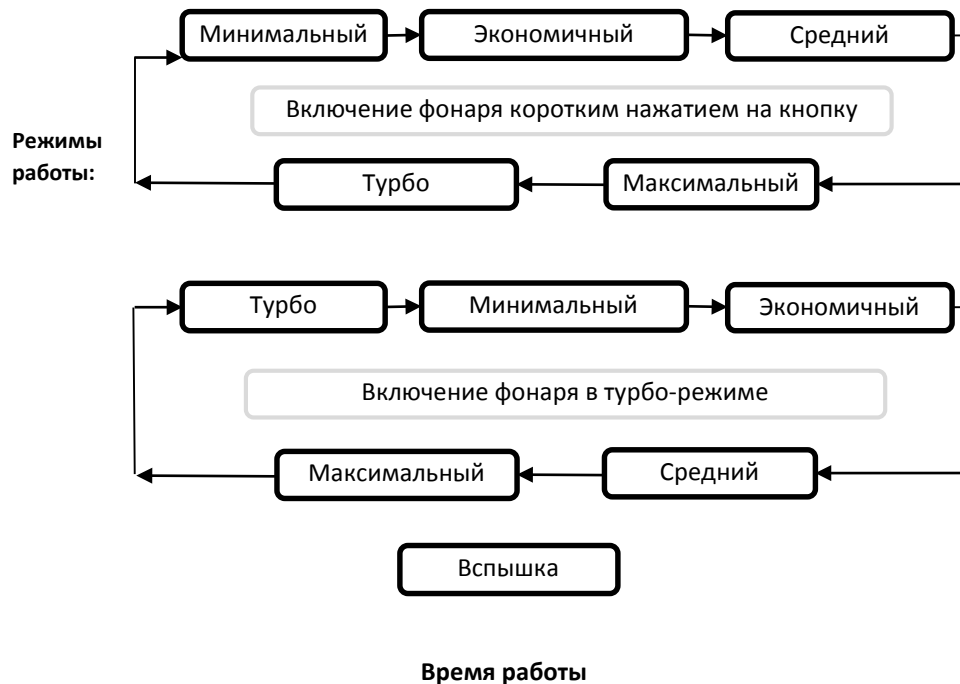 Минимальный
Экономичный
Средний
Включение фонаря коротким нажатием на кнопку
Режимы
работы:
Турбо
Максимальный
Турбо
Минимальный
Экономичный
Включение фонаря в турбо-режиме
Максимальный
Средний
Вспышка
Время работы